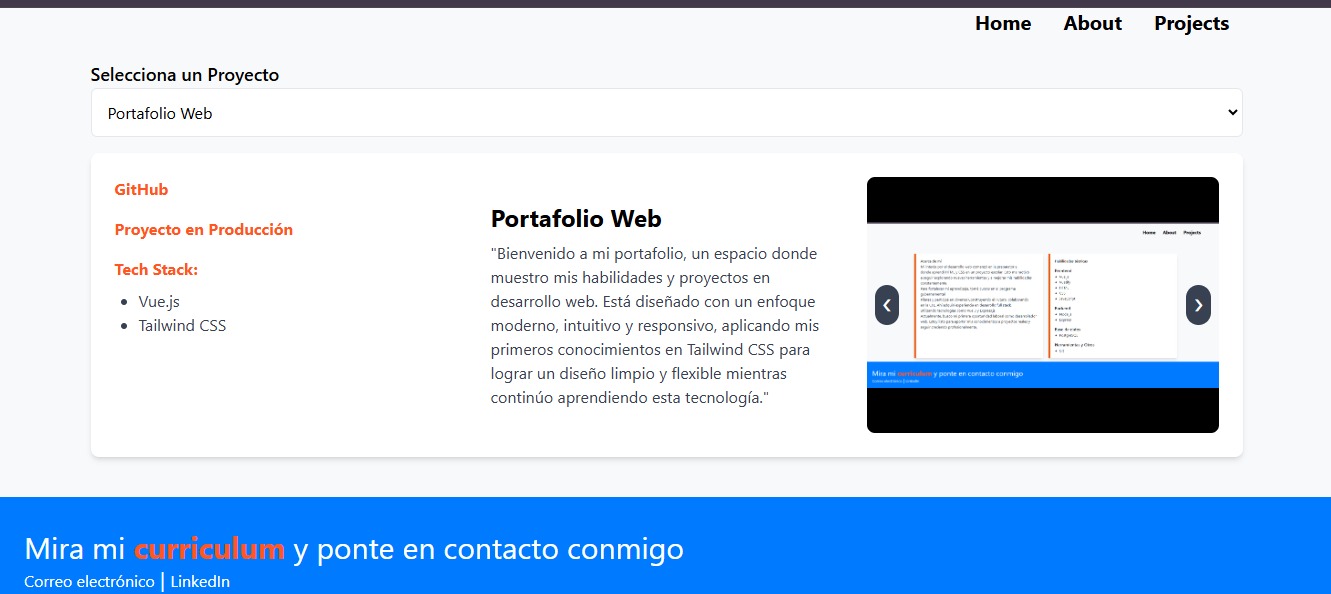 Home About Projects
Selecciona un Proyecto
Portafolio Web
GitHub
Proyecto en Producción
Tech Stack:
Vue.js
Tailwind CSS
Portafolio Web
"Bienvenido a mi portafolio, un espacio donde
muestro mis habilidades y proyectos en
desarrollo web. Está diseñado con un enfoque
moderno, intuitivo y responsivo, aplicando mis
primeros conocimientos en Tailwind CSS para
lograr un diseño limpio y flexible mientras
continúo aprendiendo esta tecnología."
Home About Projects
Mira mi curriculum y ponte en contacto conmigo
Mira mi curriculum y ponte en contacto conmigo
Correo electrónico | LinkedIn